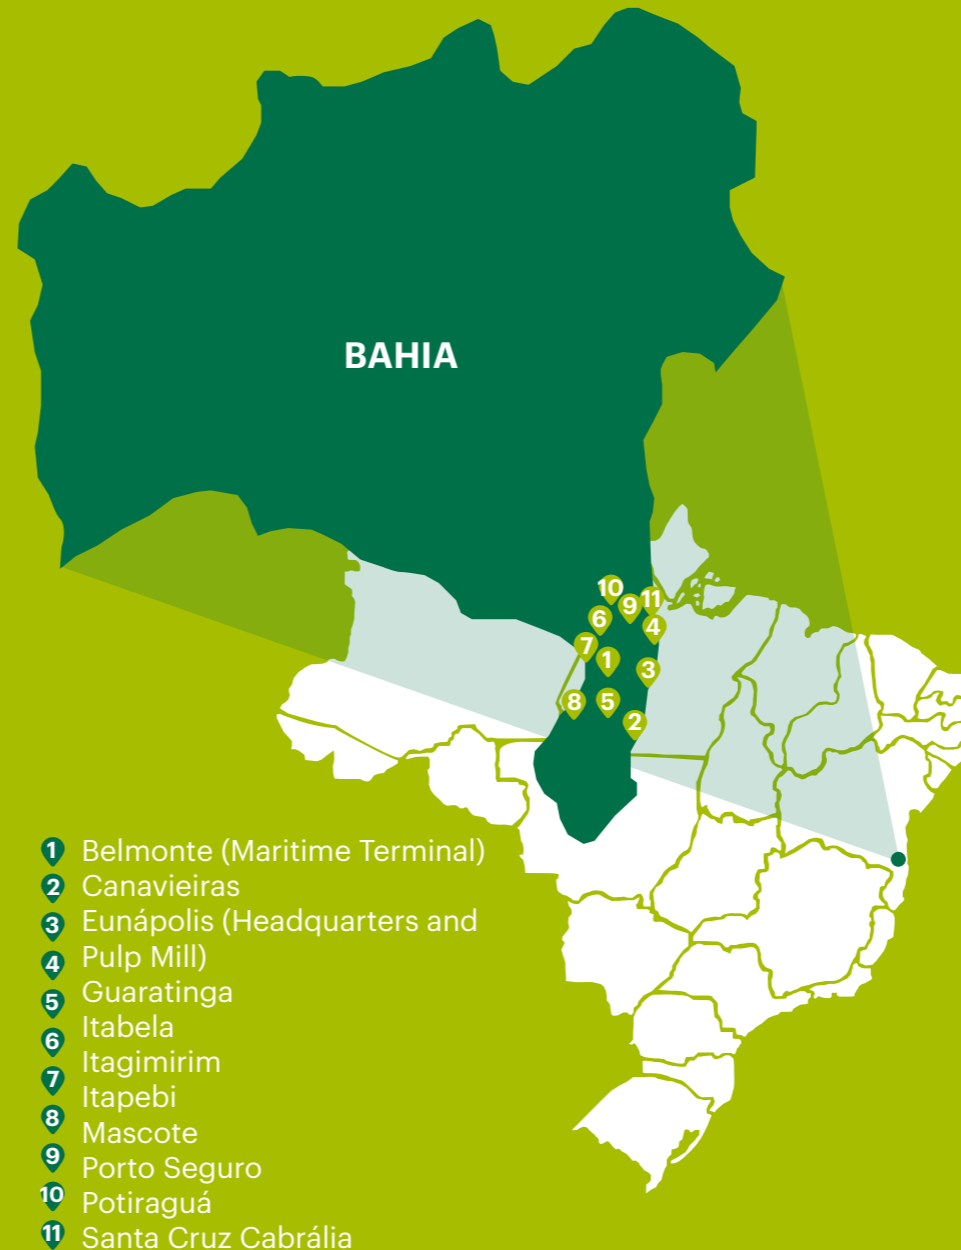 BAHIA
10
11
9
6
4
7
1
3
8
5
2
1 Belmonte (Maritime Terminal)
2 Canavieiras
3 Eunápolis (Headquarters and
4 Pulp Mill)
5 Guaratinga
6 Itabela
Itagimirim
7 Itapebi
8 Mascote
9 Porto Seguro
10 Potiraguá
11 Santa Cruz Cabrália